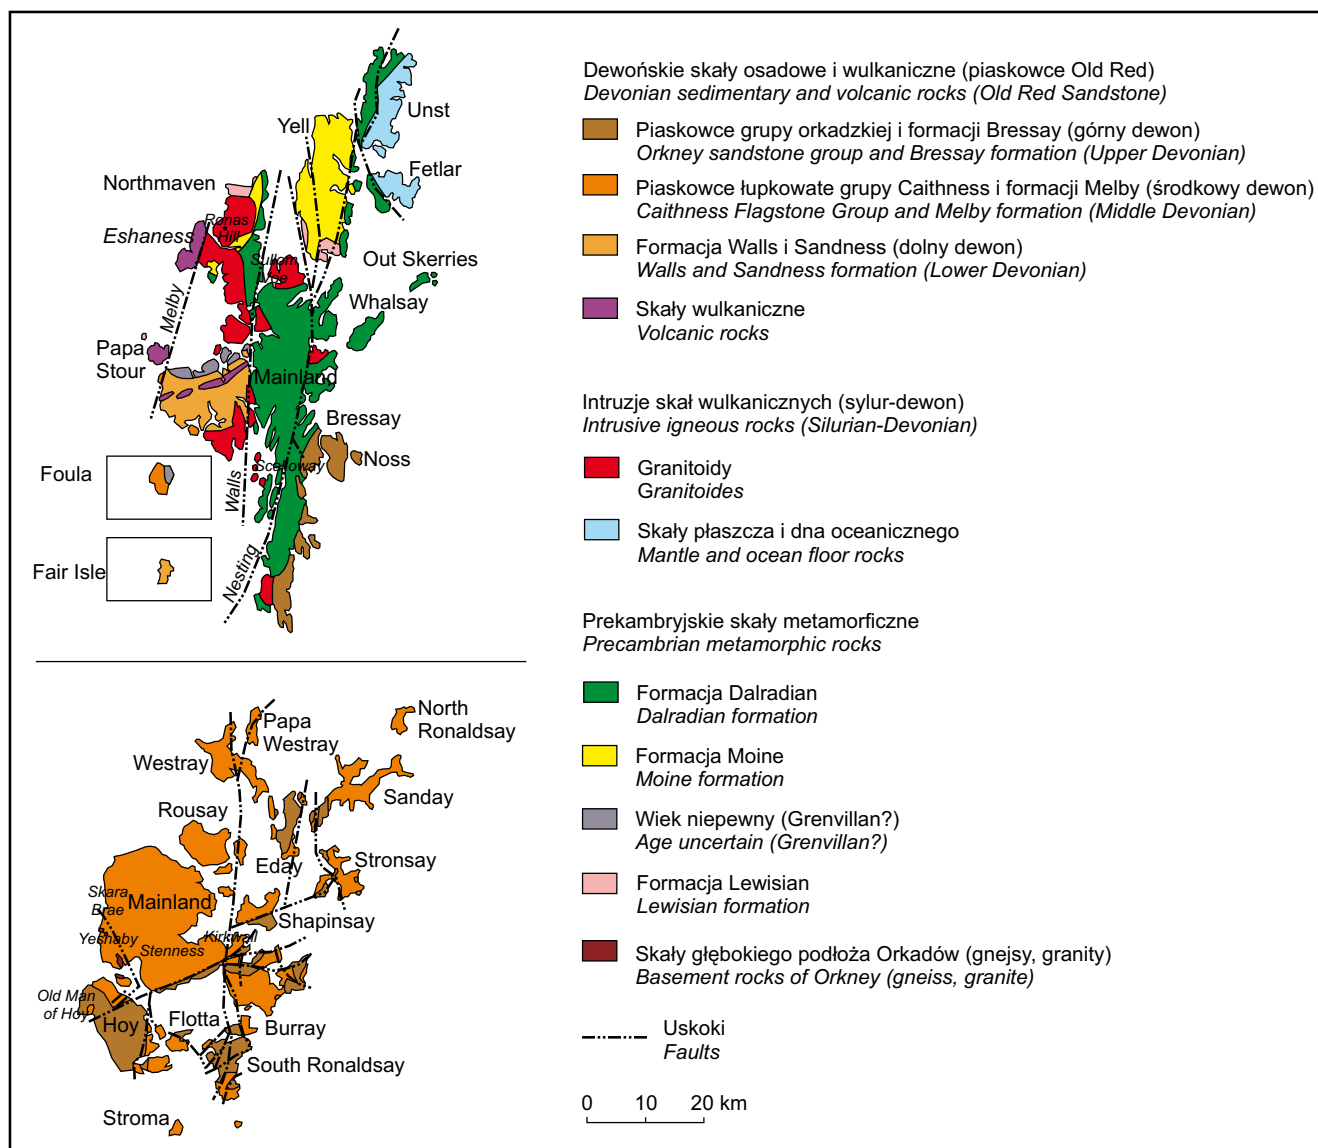 Unst
Yell
Fetlar
Northmaven
Ronas
Hill
Eshaness
Sullom
Voe
Out Skerries
Whalsay
Melby
Papa
Stour
Mainland
Bressay
Noss
Scalloway
Foula
Walls
Nesting
Fair Isle
North
Ronaldsay
Papa
Westray
Westray
Sanday
Rousay
Eday
Stronsay
Skara
Brae
Mainland
Shapinsay
Yesnaby
Stenness
Kirkwall
Old Man
of Hoy
Hoy
Flotta
Burray
South Ronaldsay
Stroma
Dewońskie skały osadowe i wulkaniczne (piaskowce Old Red)
Devonian sedimentary and volcanic rocks (Old Red Sandstone)
Piaskowce grupy orkadzkiej i formacji Bressay (górny dewon)
Orkney sandstone group and Bressay formation (Upper Devonian)
Piaskowce łupkowate grupy Caithness i formacji Melby (środkowy dewon)
Caithness Flagstone Group and Melby formation (Middle Devonian)
Formacja Walls i Sandness (dolny dewon)
Walls and Sandness formation (Lower Devonian)
Skały wulkaniczne
Volcanic rocks
Intruzje skał wulkanicznych (sylur-dewon)
Intrusive igneous rocks (Silurian-Devonian)
Granitoidy
Granitoides
Skały płaszcza i dna oceanicznego
Mantle and ocean floor rocks
Prekambryjskie skały metamorficzne
Precambrian metamorphic rocks
Formacja Dalradian
Dalradian formation
Formacja Moine
Moine formation
Wiek niepewny (Grenvillan?)
Age uncertain (Grenvillan?)
Formacja Lewisian
Lewisian formation
Skały głębokiego podłoża Orkadów (gnejsy, granity)
Basement rocks of Orkney (gneiss, granite)
Uskoki
Faults
0 10 20 km